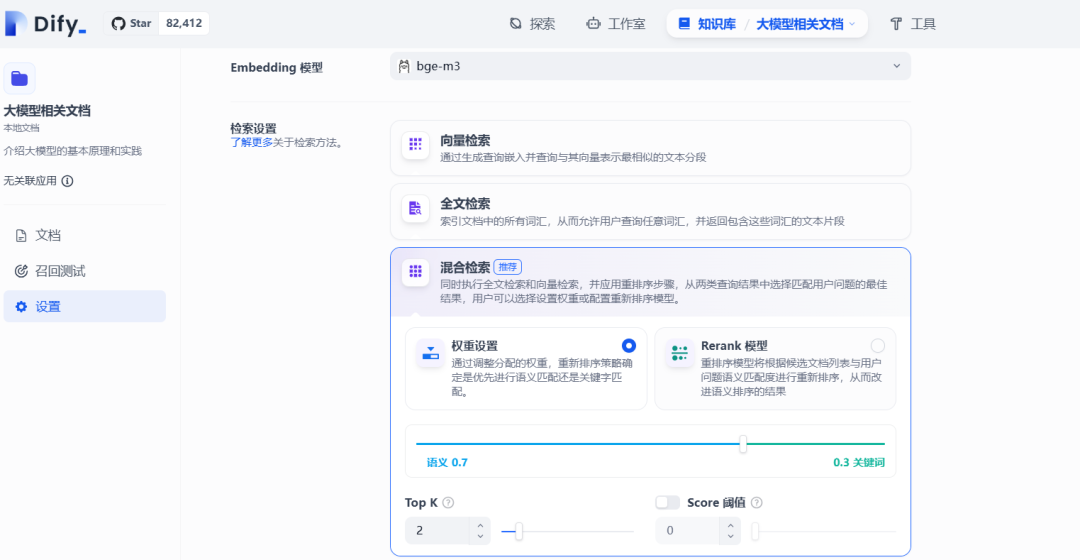 Dify_
Star 82,412
探索
工作室
知识库 / 大模型相关文档
工具
大模型相关文档
本地文档
介绍大模型的基本原理和实践
无关联应用
文档
召回测试
设置
Embedding 模型
bge-m3
检索设置
了解更多关于检索方法。
向量检索
通过生成查询嵌入并查询与其向量表示最相似的文本分段
全文检索
索引文档中的所有词汇，从而允许用户查询任意词汇，并返回包含这些词汇的文本片段
混合检索 推荐
同时执行全文检索和向量检索，并应用重排序步骤，从两类查询结果中选择匹配用户问题的最佳
结果，用户可以选择设置权重或配置重新排序模型。
权重设置
通过调整分配的权重，重新排序策略确
定是优先进行语义匹配还是关键字匹
配。
Rerank 模型
重排序模型将根据候选文档列表与用户
问题语义匹配度进行重新排序，从而改
进语义排序的结果
语义 0.7
0.3 关键词
Top K
2
Score 阈值
0